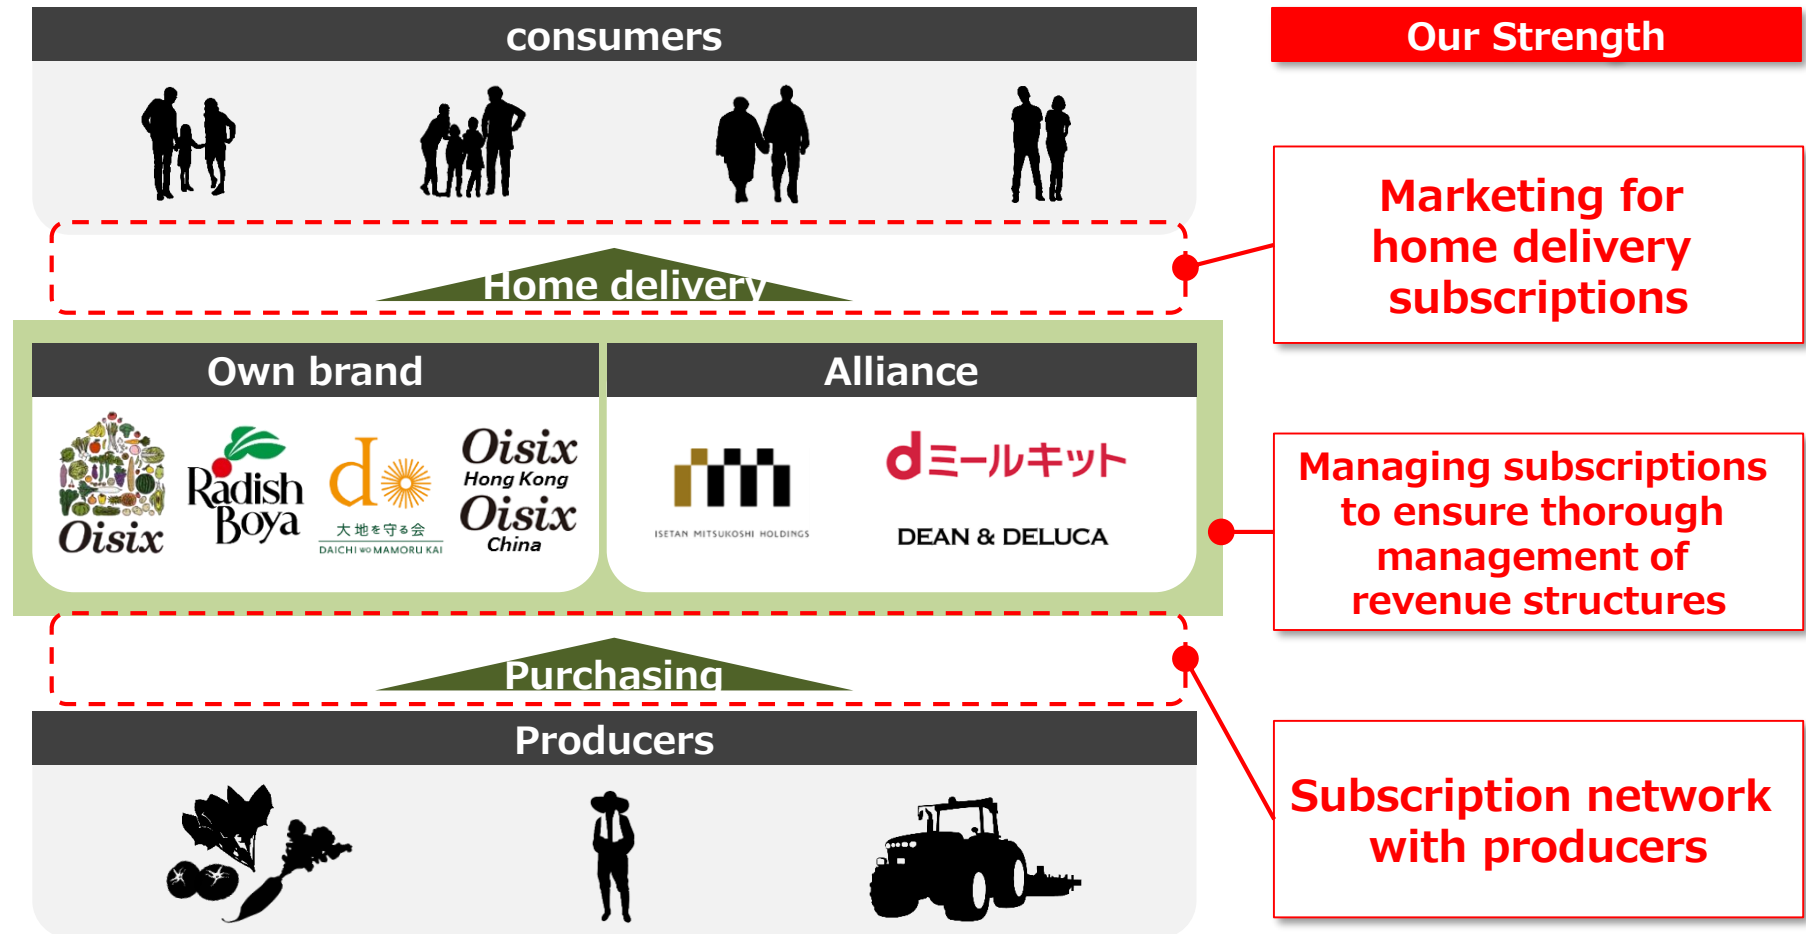 consumers
Our Strength
Marketing for
home delivery
subscriptions
Home delivery
Own brand
Alliance
Oisix
Radish
Boya
d
大地を守る会
DAICHI WO MAMORU KAI
Oisix
Hong Kong
Oisix
China
ISETAN MITSUKOSHI HOLDINGS
dミールキット
DEAN & DELUCA
Managing subscriptions
to ensure thorough
management of
revenue structures
Purchasing
Producers
Subscription network
with producers